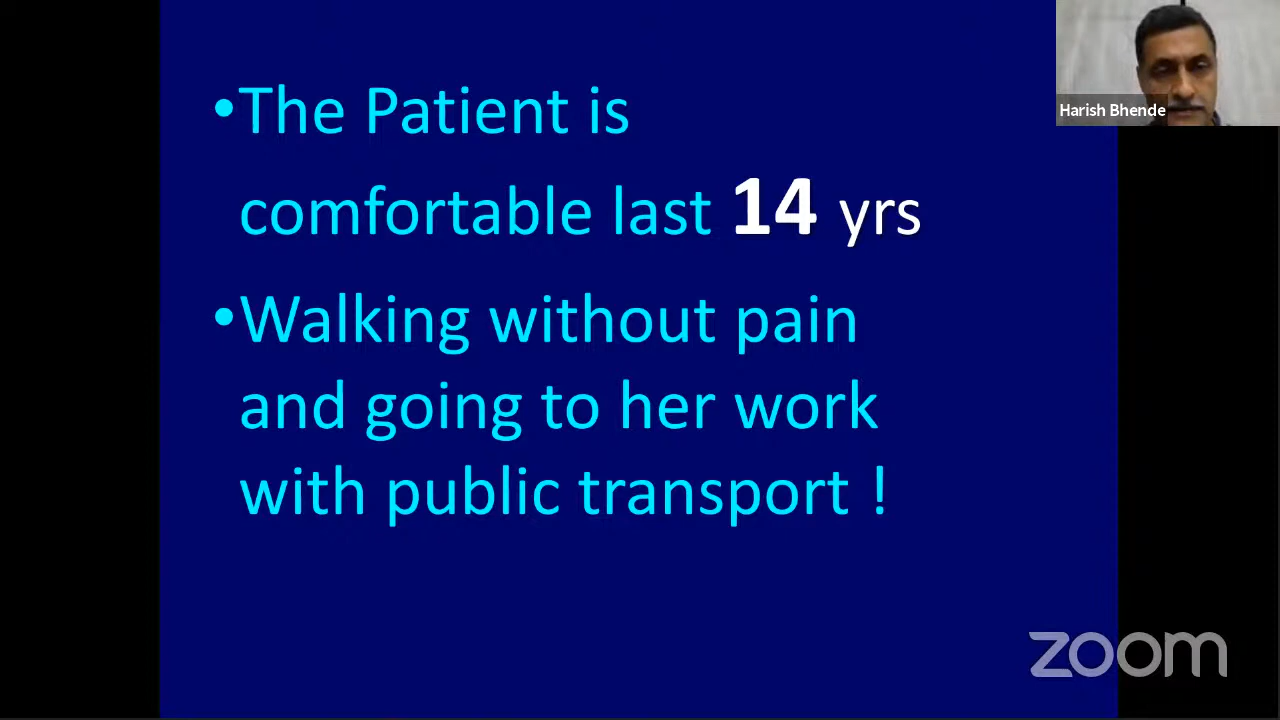 •The Patient is
comfortable last 14 yrs
•Walking without pain
and going to her work
with public transport !
Harish Bhende
zoom